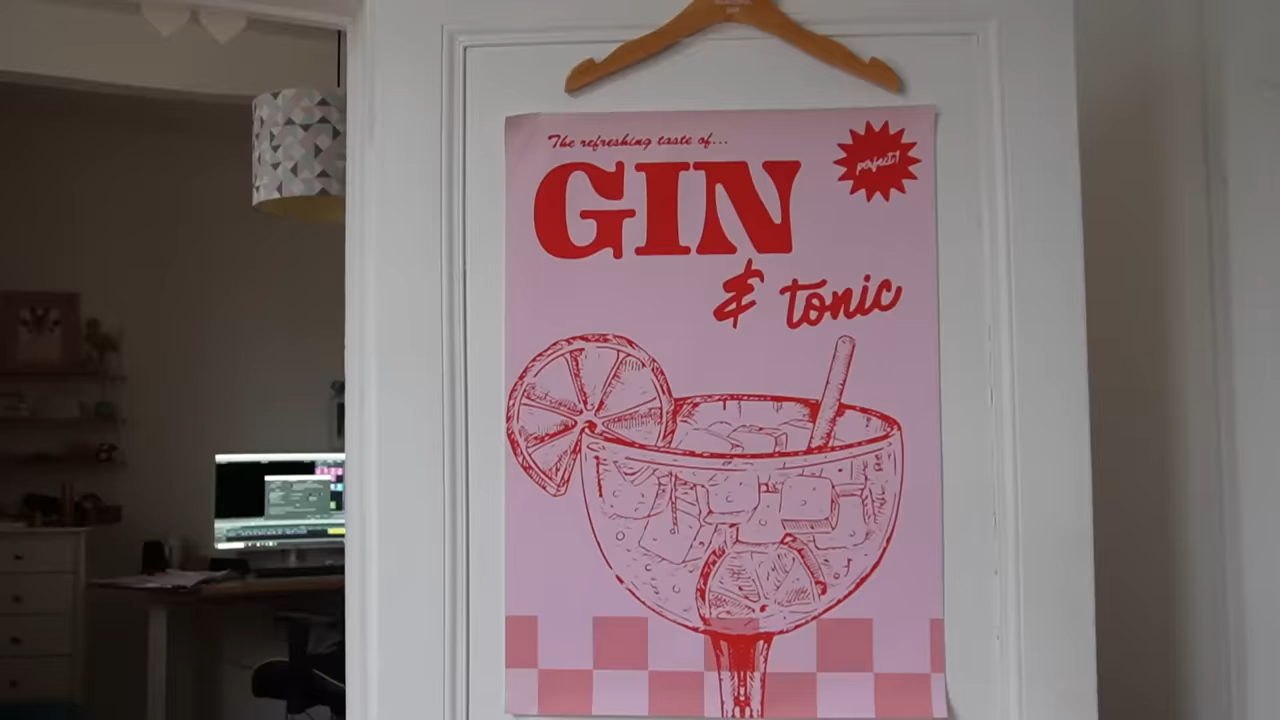 The refreshing taste of...
perfect!
GIN
& tonic